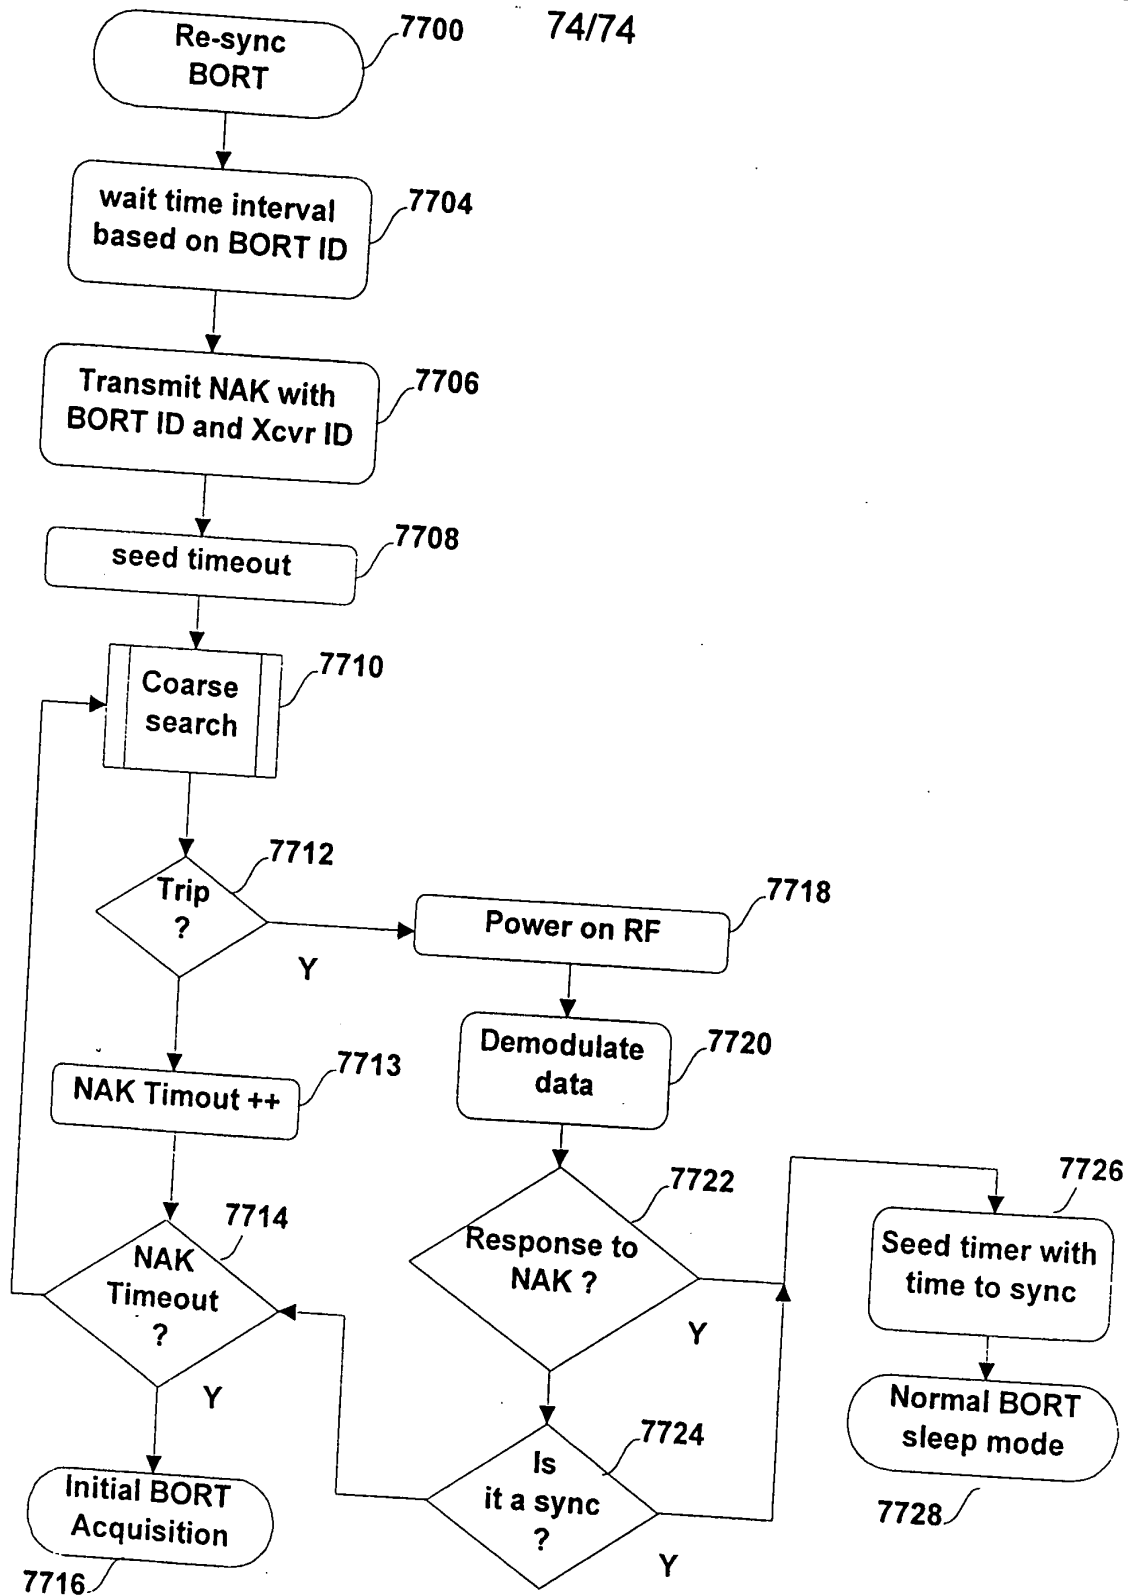 74/74
Re-sync
BORT
7700
wait time interval
based on BORT ID
7704
Transmit NAK with
BORT ID and Xcvr ID
7706
seed timeout
7708
Coarse
search
7710
Trip
?
7712
Y
Power on RF
7718
NAK Timout ++
7713
Demodulate
data
7720
NAK
Timeout
?
7714
Y
Response to
NAK ?
7722
Y
Seed timer with
time to sync
7726
Is
it a sync
?
7724
Y
Normal BORT
sleep mode
7728
Initial BORT
Acquisition
7716